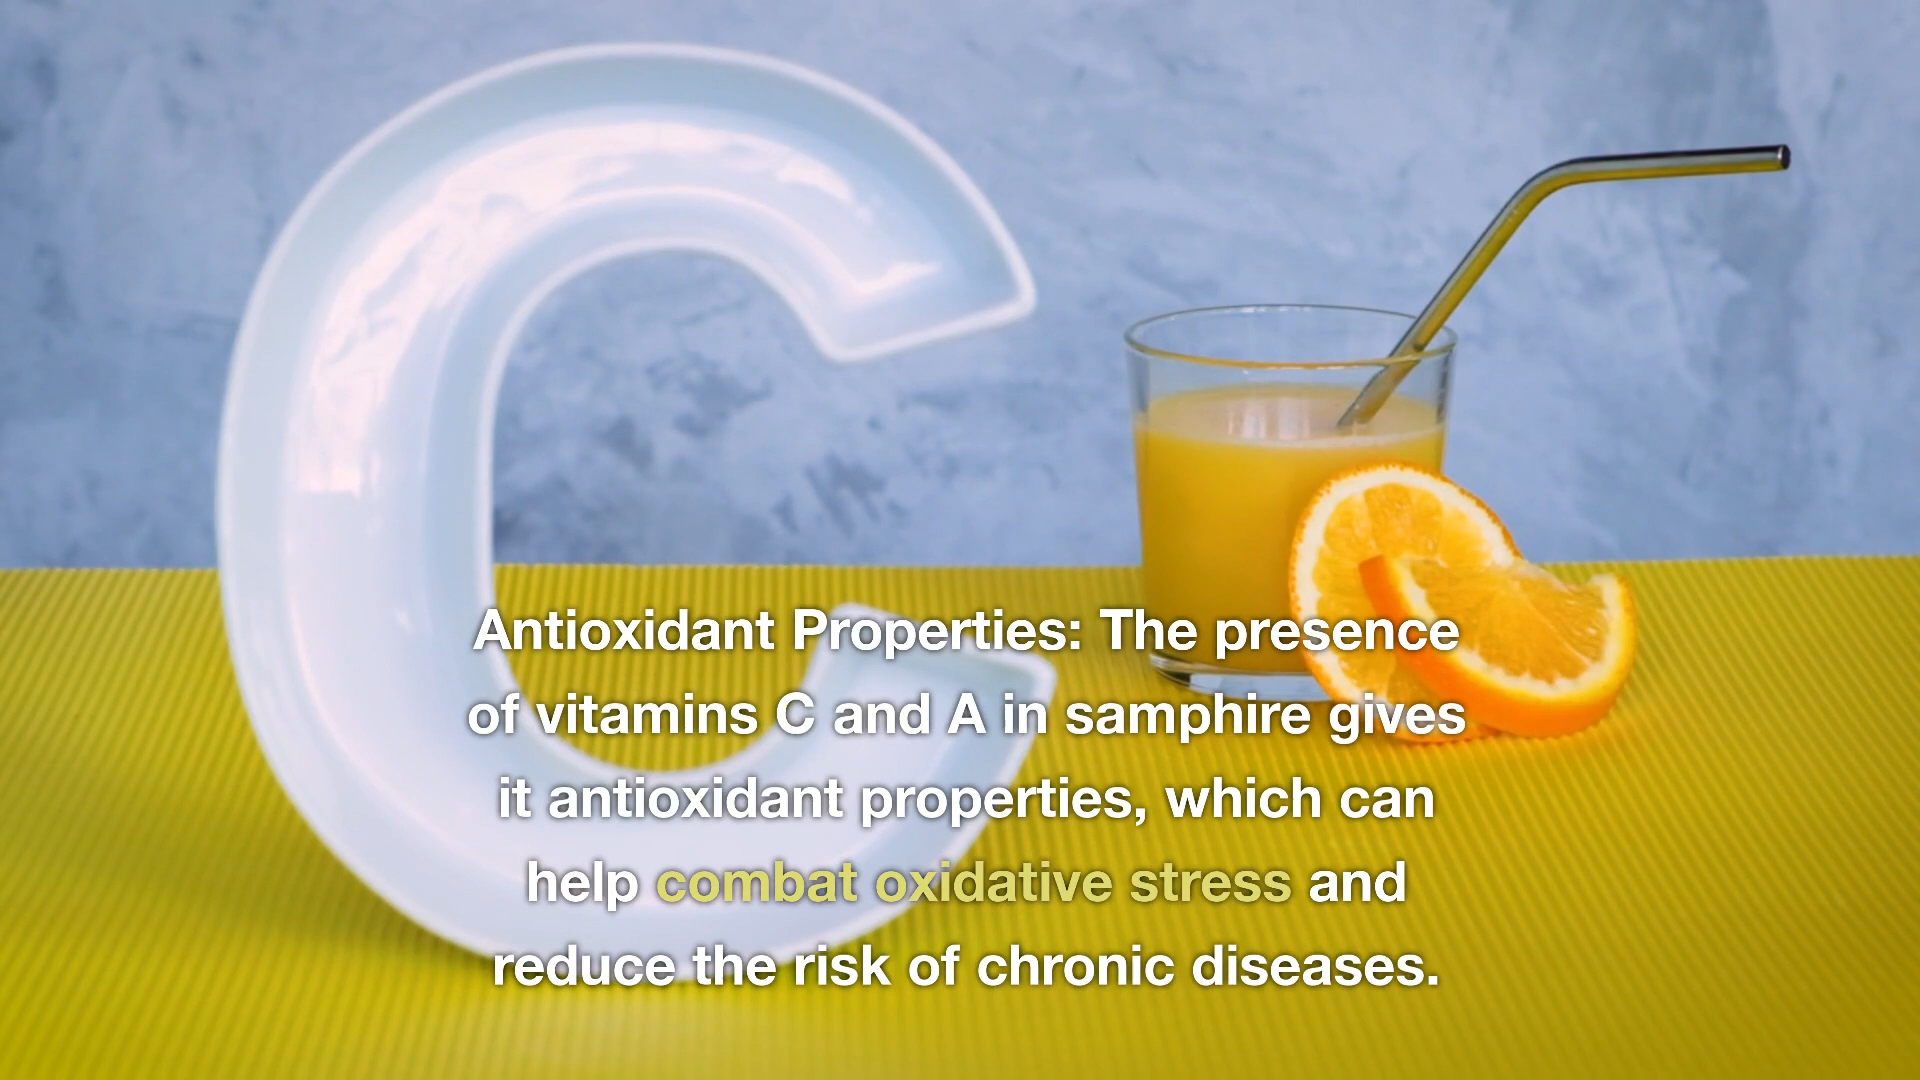 Antioxidant Properties: The presence
of vitamins C and A in samphire gives
it antioxidant properties, which can
help combat oxidative stress and
reduce the risk of chronic diseases.